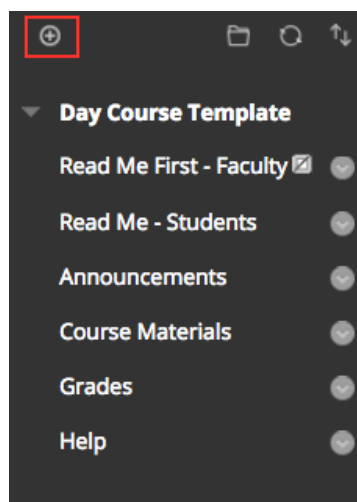 Day Course Template
Read Me First - Faculty
Read Me - Students
Announcements
Course Materials
Grades
Help